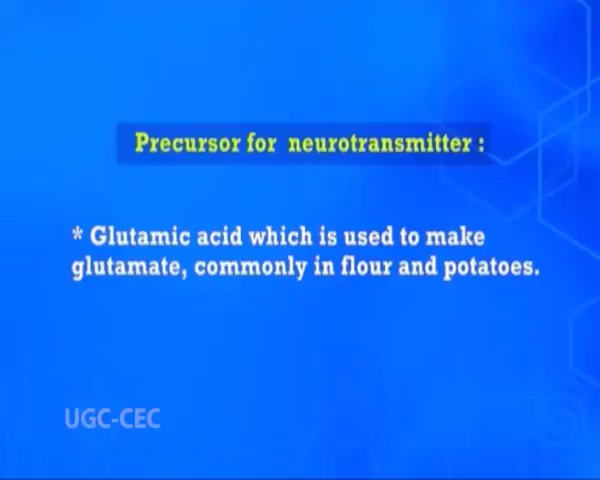 Precursor for neurotransmitter :
* Glutamic acid which is used to make
glutamate, commonly in flour and potatoes.
UGC-CEC